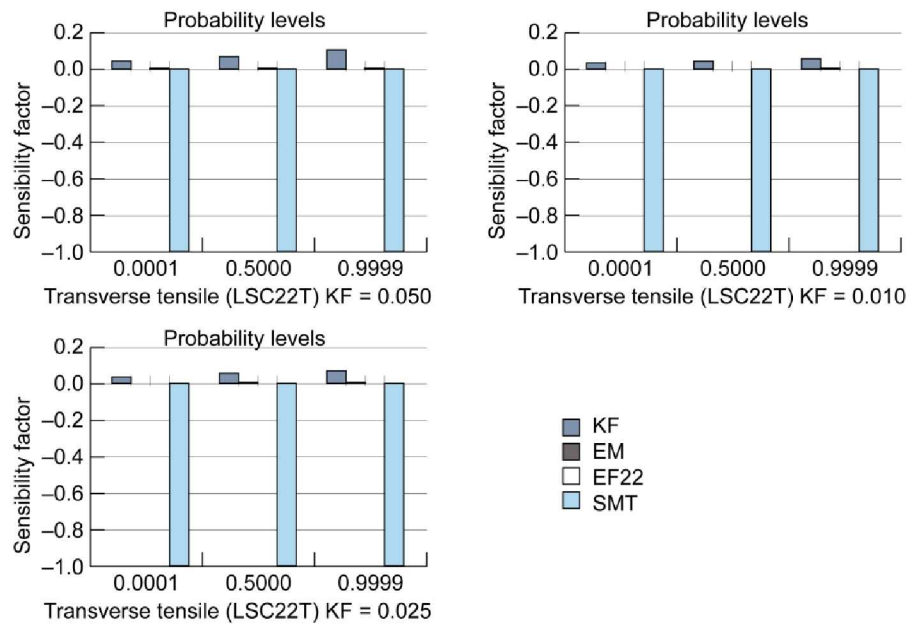 Probability levels
0.2
0.0
–0.2
–0.4
–0.6
–0.8
–1.0
Sensibility factor
0.0001 0.5000 0.9999
Transverse tensile (LSC22T) KF = 0.050
Probability levels
0.2
0.0
–0.2
–0.4
–0.6
–0.8
–1.0
Sensibility factor
0.0001 0.5000 0.9999
Transverse tensile (LSC22T) KF = 0.010
Probability levels
0.2
0.0
–0.2
–0.4
–0.6
–0.8
–1.0
Sensibility factor
0.0001 0.5000 0.9999
Transverse tensile (LSC22T) KF = 0.025
KF
EM
EF22
SMT